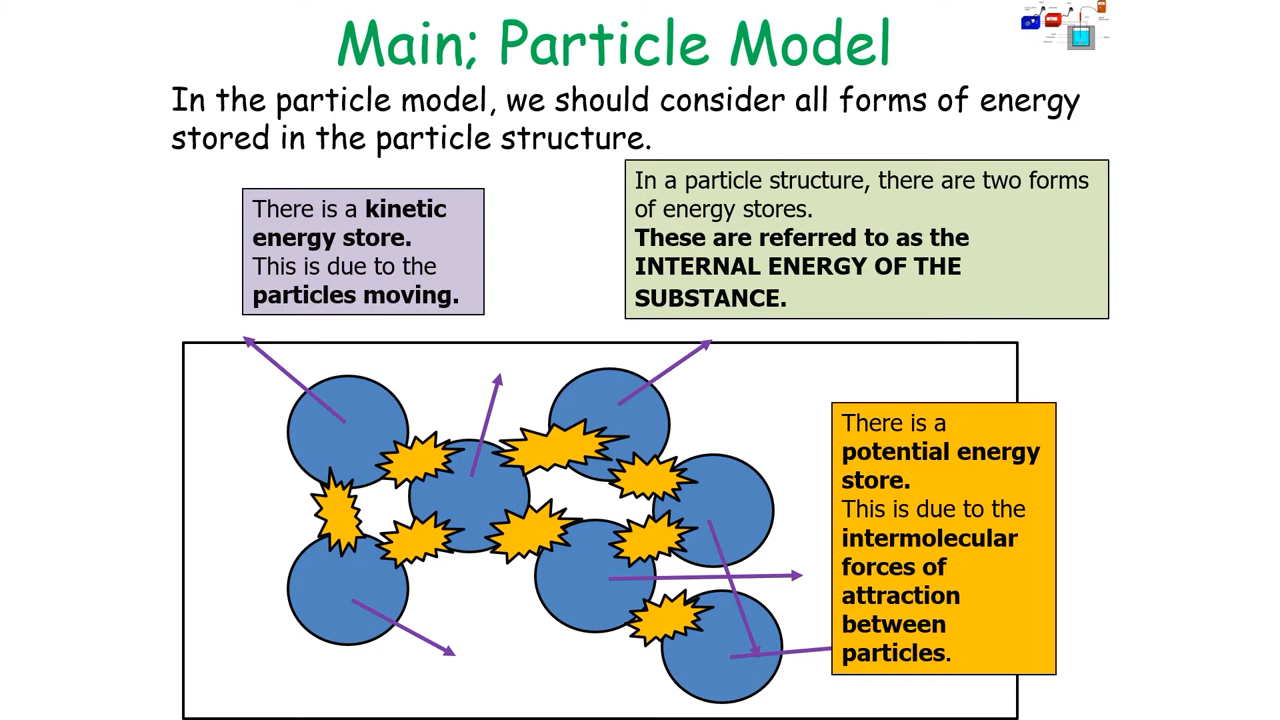 Main; Particle Model
In the particle model, we should consider all forms of energy
stored in the particle structure.
There is a kinetic
energy store.
This is due to the
particles moving.
In a particle structure, there are two forms
of energy stores.
These are referred to as the
INTERNAL ENERGY OF THE
SUBSTANCE.
There is a
potential energy
store.
This is due to the
intermolecular
forces of
attraction
between
particles.